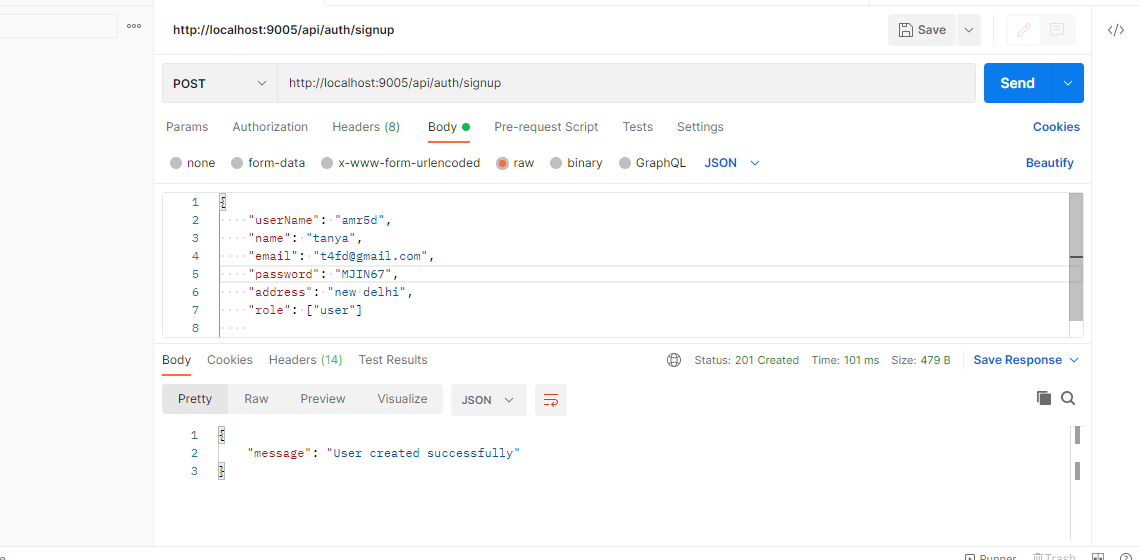 http://localhost:9005/api/auth/signup
Save
POST
http://localhost:9005/api/auth/signup
Send
Params Authorization Headers (8) Body Pre-request Script Tests Settings Cookies
none form-data x-www-form-urlencoded raw binary GraphQL JSON Beautify
1 {
2 "userName": "amr5d",
3 "name": "tanya",
4 "email": "t4fd@gmail.com",
5 "password": "MJIN67",
6 "address": "new delhi",
7 "role": ["user"]
8
Body Cookies Headers (14) Test Results Status: 201 Created Time: 101 ms Size: 479 B Save Response
Pretty Raw Preview Visualize JSON
1 {
2 "message": "User created successfully"
3 }
Runner Trash